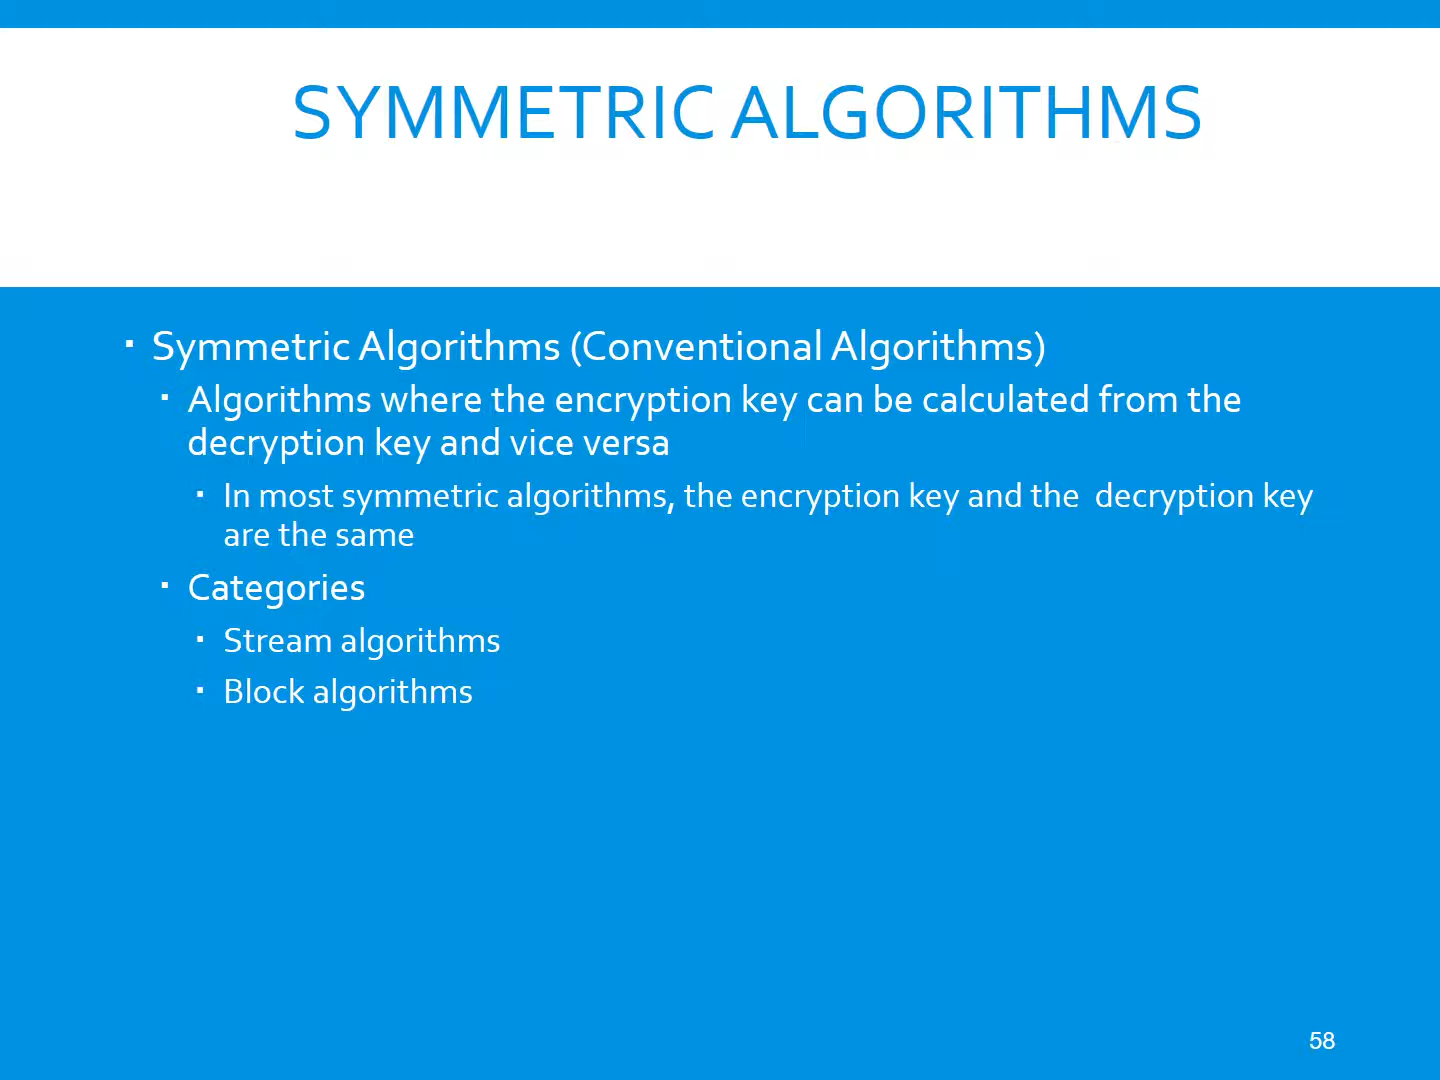 SYMMETRIC ALGORITHMS
▪ Symmetric Algorithms (Conventional Algorithms)
▪ Algorithms where the encryption key can be calculated from the
decryption key and vice versa
▪ In most symmetric algorithms, the encryption key and the  decryption key
are the same
▪ Categories
▪ Stream algorithms
▪ Block algorithms
58